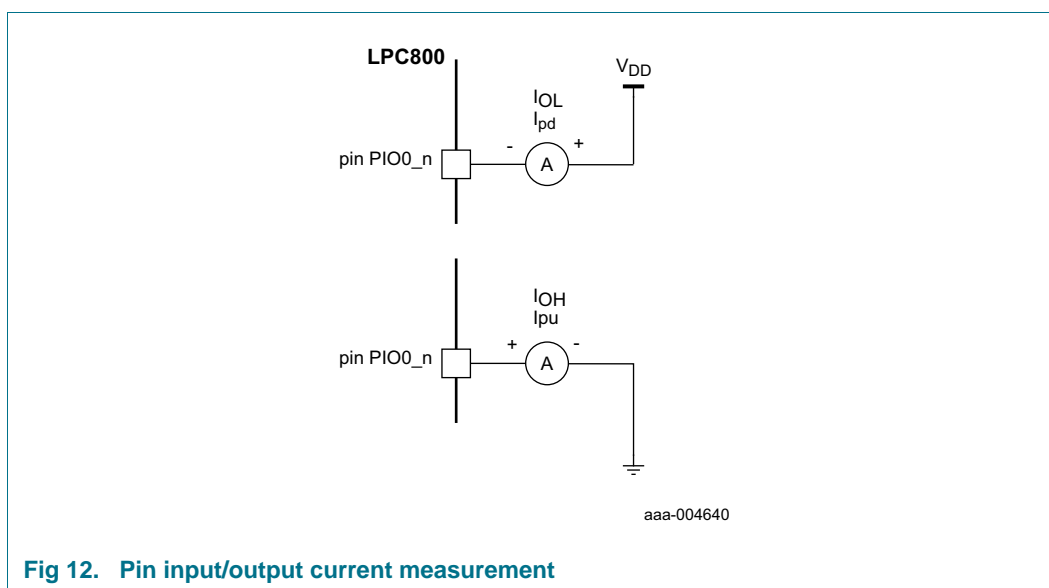 LPC800
VDD
IOL
Ipd
- +
pin PIO0_n
A
IOH
Ipu
+ -
pin PIO0_n
A
aaa-004640
Fig 12. Pin input/output current measurement